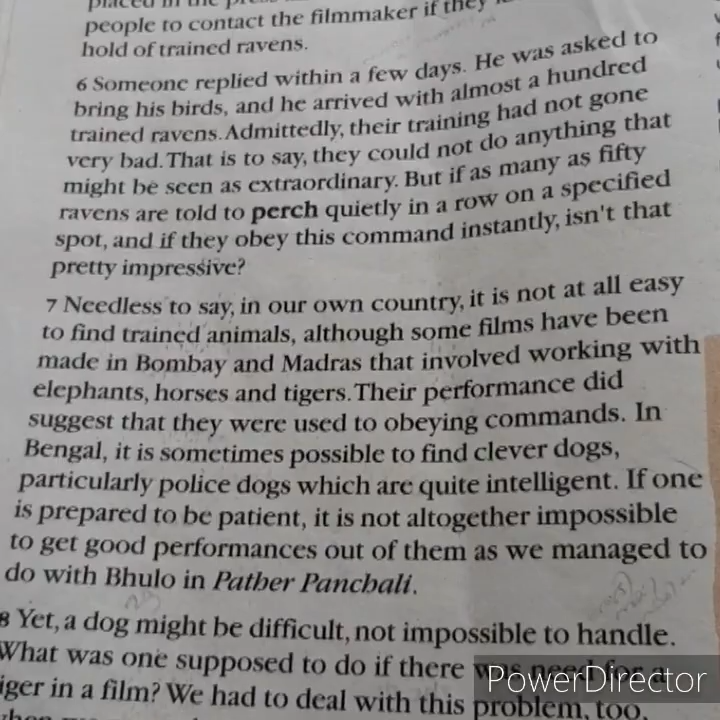 people to contact the filmmaker if they
hold of trained ravens.
6 Someone replied within a few days. He was asked to
bring his birds, and he arrived with almost a hundred
trained ravens. Admittedly, their training had not gone
very bad. That is to say, they could not do anything that
might be seen as extraordinary. But if as many as fifty
ravens are told to perch quietly in a row on a specified
spot, and if they obey this command instantly, isn't that
pretty impressive?
7 Needless to say, in our own country, it is not at all easy
to find trained animals, although some films have been
made in Bombay and Madras that involved working with
elephants, horses and tigers. Their performance did
suggest that they were used to obeying commands. In
Bengal, it is sometimes possible to find clever dogs,
particularly police dogs which are quite intelligent. If one
is prepared to be patient, it is not altogether impossible
to get good performances out of them as we managed to
do with Bhulo in Pather Panchali.
8 Yet, a dog might be difficult, not impossible to handle.
What was one supposed to do if there was need for a
iger in a film? We had to deal with this problem, too.
PowerDirector